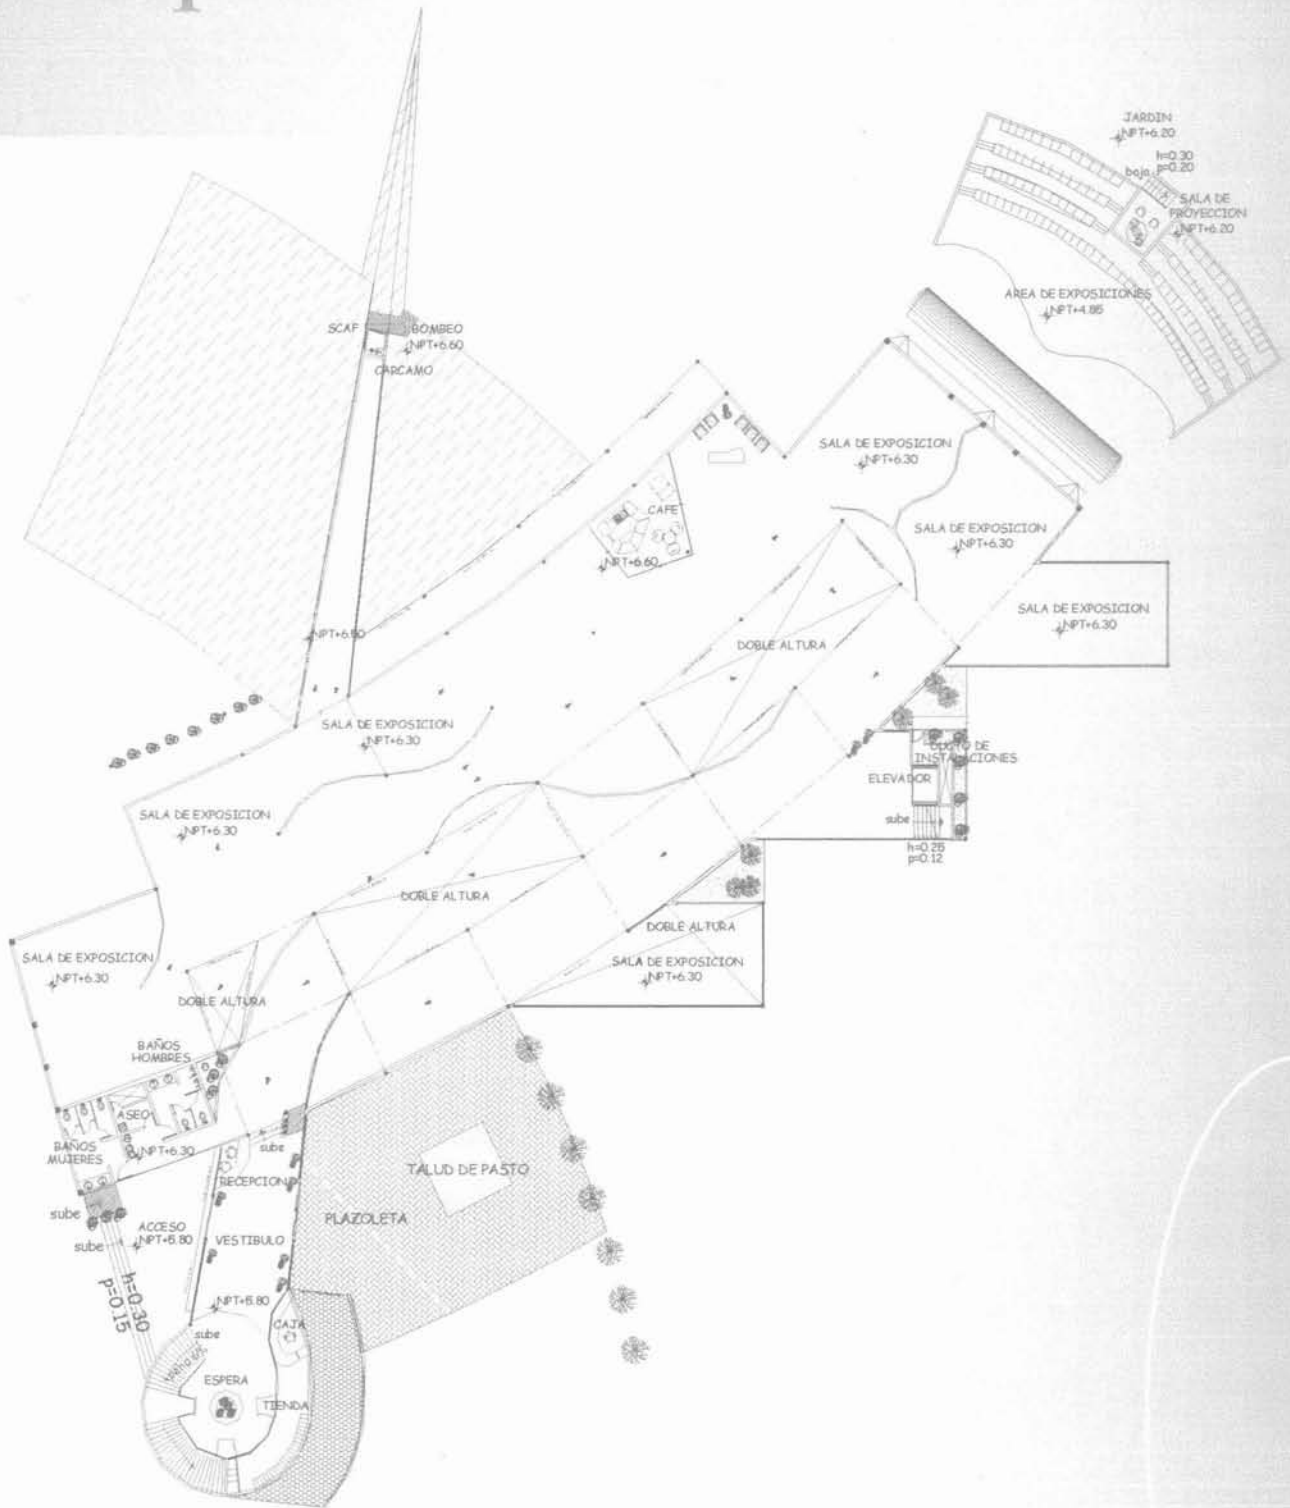 JARDIN
NPT+6.20
h=0.30
p=0.20
baja
SALA DE
PROYECCION
NPT+6.20
AREA DE EXPOSICIONES
NPT+4.85
SCAF
BOMBEO
NPT+6.60
CARCAMO
SALA DE EXPOSICION
NPT+6.30
CAFE
NPT+6.60
SALA DE EXPOSICION
NPT+6.30
SALA DE EXPOSICION
NPT+6.30
DOBLE ALTURA
SALA DE EXPOSICION
NPT+6.30
DUCTO DE
INSTALACIONES
ELEVADOR
sube
h=0.25
p=0.12
SALA DE EXPOSICION
NPT+6.30
DOBLE ALTURA
DOBLE ALTURA
SALA DE EXPOSICION
NPT+6.30
SALA DE EXPOSICION
NPT+6.30
DOBLE ALTURA
BAÑOS
HOMBRES
ASEO
BAÑOS
MUJERES
NPT+6.30
sube
RECEPCION
TALUD DE PASTO
PLAZOLETA
sube
sube
ACCESO
NPT+5.80
VESTIBULO
h=0.30
p=0.15
NPT+5.80
CAJA
sube
ESPERA
TIENDA